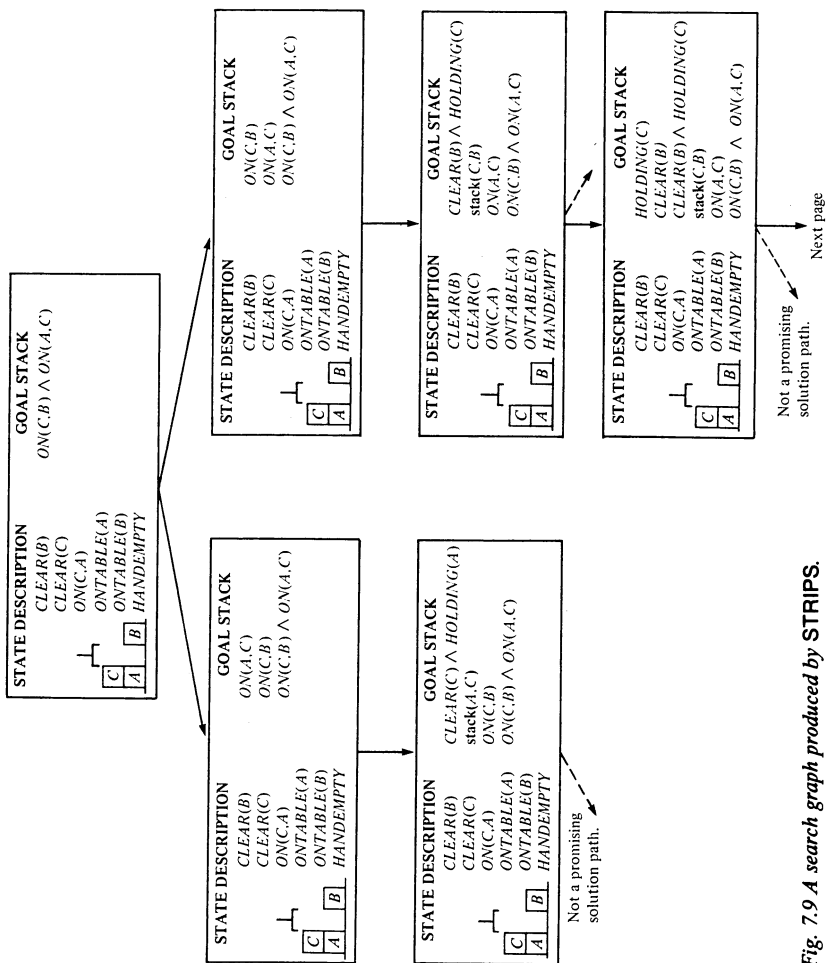 STATE DESCRIPTION
CLEAR(B)
CLEAR(C)
ON(C,A)
ONTABLE(A)
ONTABLE(B)
HANDEMPTY
C
A
B
GOAL STACK
ON(C,B) ∧ ON(A,C)
STATE DESCRIPTION
CLEAR(B)
CLEAR(C)
ON(C,A)
ONTABLE(A)
ONTABLE(B)
HANDEMPTY
C
A
B
GOAL STACK
ON(A,C)
ON(C,B)
ON(C,B) ∧ ON(A,C)
STATE DESCRIPTION
CLEAR(B)
CLEAR(C)
ON(C,A)
ONTABLE(A)
ONTABLE(B)
HANDEMPTY
C
A
B
GOAL STACK
ON(C,B)
ON(A,C)
ON(C,B) ∧ ON(A,C)
STATE DESCRIPTION
CLEAR(B)
CLEAR(C)
ON(C,A)
ONTABLE(A)
ONTABLE(B)
HANDEMPTY
C
A
B
GOAL STACK
CLEAR(C) ∧ HOLDING(A)
stack(A,C)
ON(C,B)
ON(C,B) ∧ ON(A,C)
Not a promising
solution path.
STATE DESCRIPTION
CLEAR(B)
CLEAR(C)
ON(C,A)
ONTABLE(A)
ONTABLE(B)
HANDEMPTY
C
A
B
GOAL STACK
CLEAR(B) ∧ HOLDING(C)
stack(C,B)
ON(A,C)
ON(C,B) ∧ ON(A,C)
STATE DESCRIPTION
CLEAR(B)
CLEAR(C)
ON(C,A)
ONTABLE(A)
ONTABLE(B)
HANDEMPTY
C
A
B
GOAL STACK
HOLDING(C)
CLEAR(B)
CLEAR(B) ∧ HOLDING(C)
stack(C,B)
ON(A,C)
ON(C,B) ∧ ON(A,C)
Not a promising
solution path.
Next page
Fig. 7.9 A search graph produced by STRIPS.